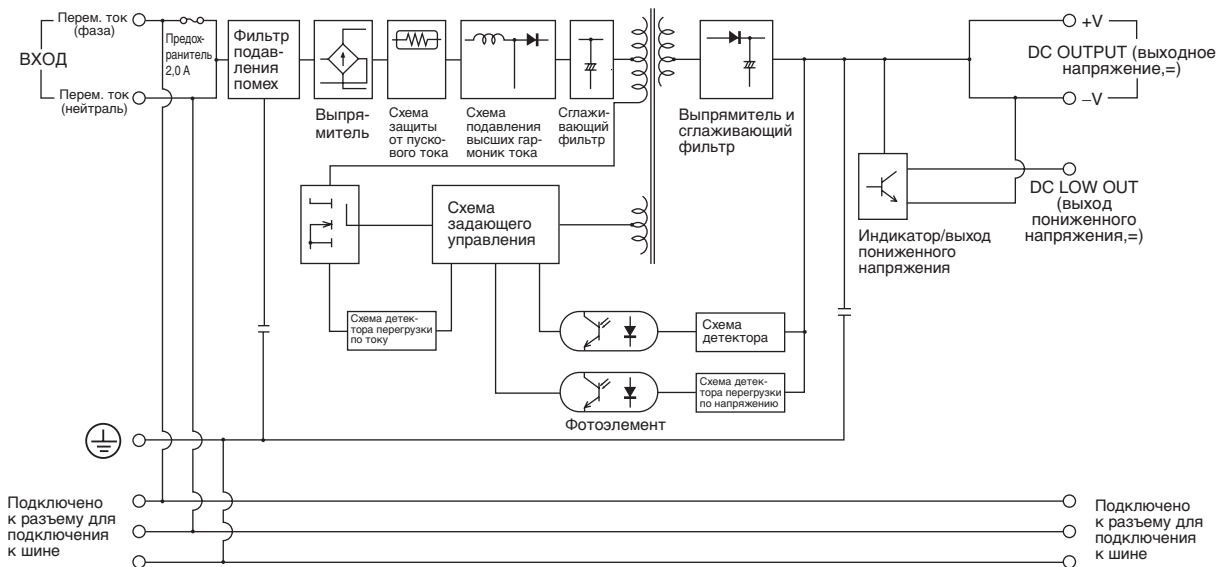 Перем. ток
(фаза)
ВХОД
Перем. ток
(нейтраль)
Предох-
ранитель
2,0 А
Фильтр
подав-
ления
помех
Выпря-
митель
Схема
защиты
от пуско-
вого тока
Схема
подавления
высших гар-
моник тока
Сглажи-
вающий
фильтр
Выпрямитель и
сглаживающий
фильтр
+V
DC OUTPUT (выходное
напряжение,=)
–V
DC LOW OUT
(выход
пониженного
напряжения,=)
Индикатор/выход
пониженного
напряжения
Схема
задающего
управления
Схема детек-
тора перегрузки
по току
Схема
детектора
Схема детек-
тора перегрузки
по напряжению
Фотоэлемент
Подключено
к разъему для
подключения
к шине
Подключено
к разъему для
подключения
к шине